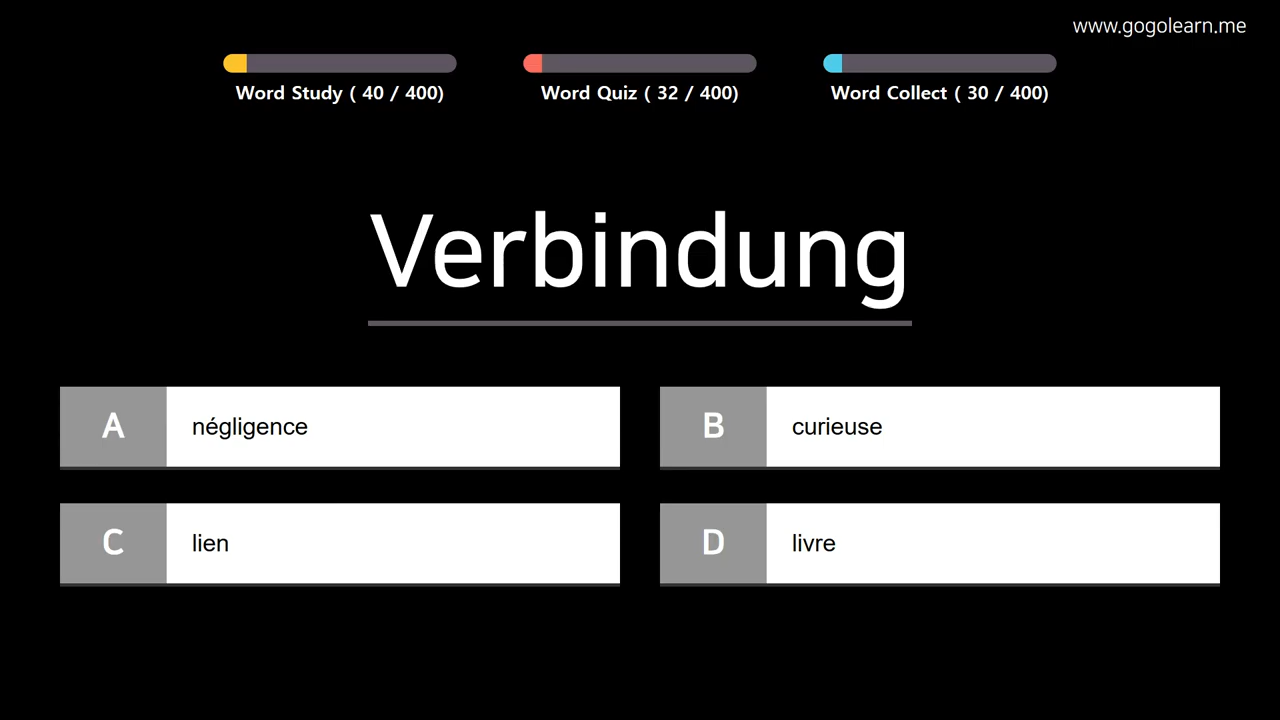 www.gogolearn.me
Word Study ( 40 / 400)
Word Quiz ( 32 / 400)
Word Collect ( 30 / 400)
Verbindung
A négligence
B curieuse
C lien
D livre